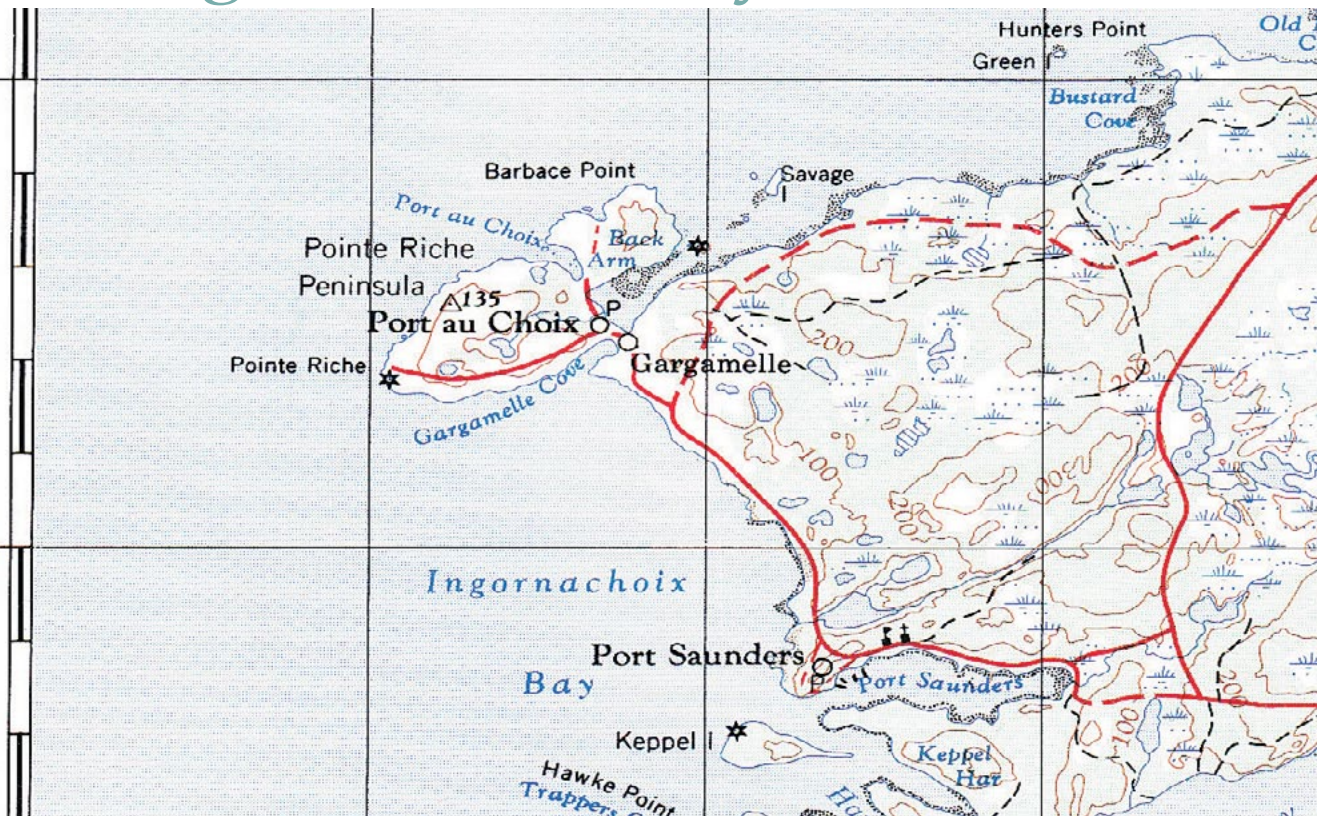 Hunters Point
Old
Green I
Bustard
Cove
Barbace Point
Savage
I
Port au Choix
Back
Arm
Pointe Riche
Peninsula
135
P
Port au Choix
200
Pointe Riche
Gargamelle
200
Gargamelle Cove
100
300
200
Ingornachoix
Port Saunders
P
Port Saunders
Bay
200
Keppel I
100
Keppel
Har
Hawke Point
Trappers